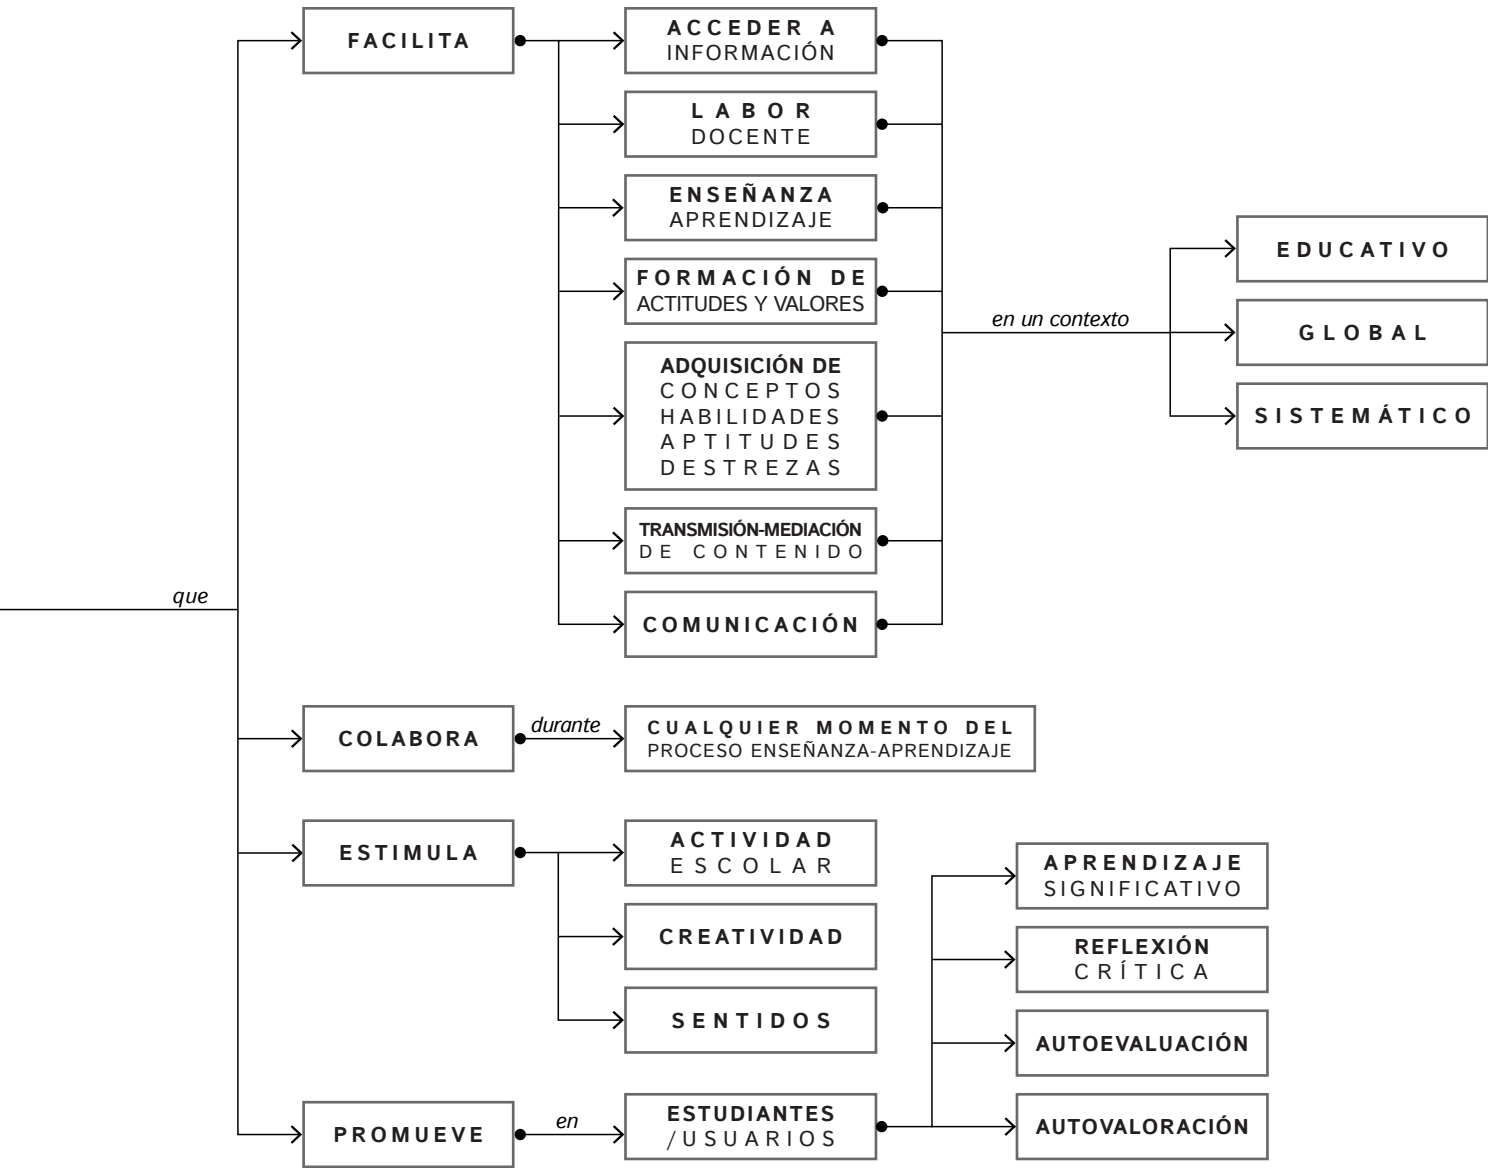 FACILITA
ACCEDER A
INFORMACIÓN
LABOR
DOCENTE
ENSEÑANZA
APRENDIZAJE
FORMACIÓN DE
ACTITUDES Y VALORES
ADQUISICIÓN DE
CONCEPTOS
HABILIDADES
APTITUDES
DESTREZAS
TRANSMISIÓN-MEDIACIÓN
DE CONTENIDO
COMUNICACIÓN
en un contexto
EDUCATIVO
GLOBAL
SISTEMÁTICO
que
COLABORA
durante
CUALQUIER MOMENTO DEL
PROCESO ENSEÑANZA-APRENDIZAJE
ESTIMULA
ACTIVIDAD
ESCOLAR
CREATIVIDAD
SENTIDOS
PROMUEVE
en
ESTUDIANTES
/USUARIOS
APRENDIZAJE
SIGNIFICATIVO
REFLEXIÓN
CRÍTICA
AUTOEVALUACIÓN
AUTOVALORACIÓN